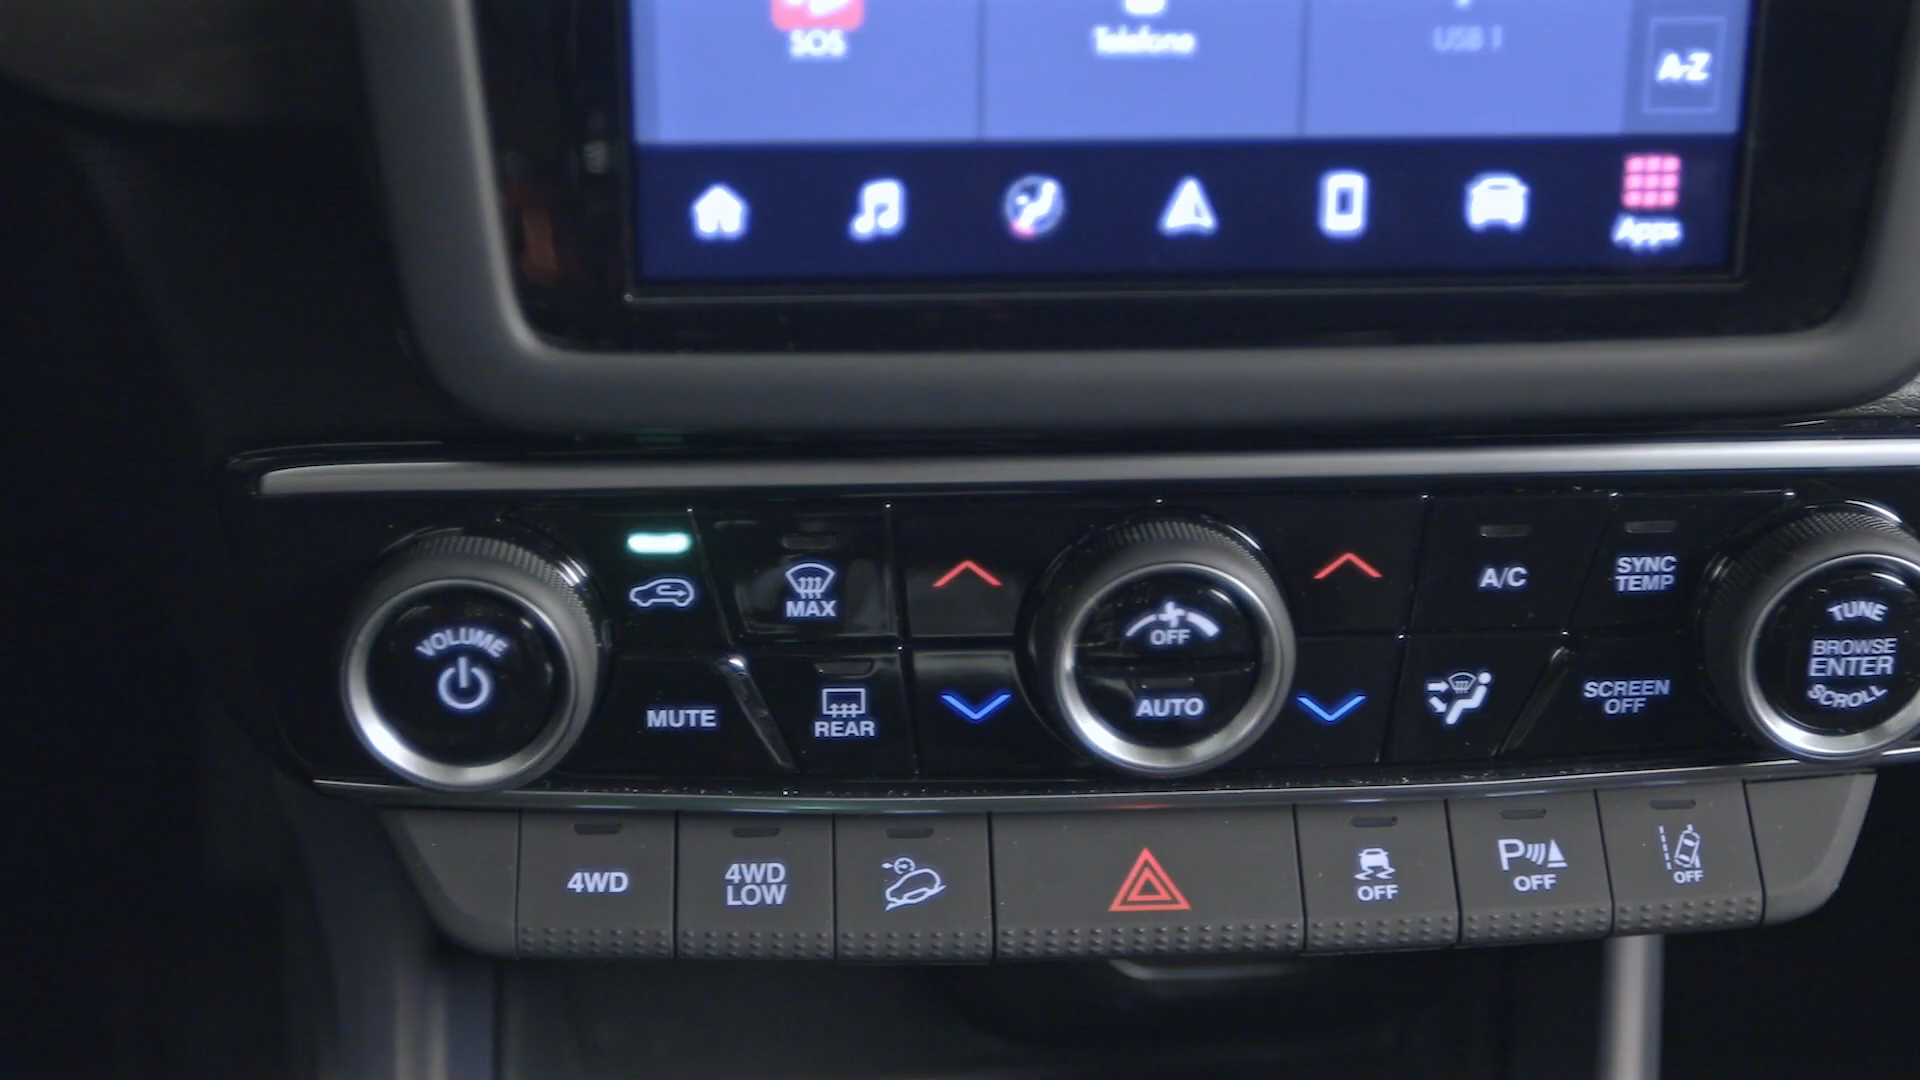 SOS
Telefone
USB 1
A-Z
Apps
VOLUME
MUTE
MAX
REAR
OFF
AUTO
A/C
SYNC
TEMP
SCREEN
OFF
TUNE
BROWSE
ENTER
SCROLL
4WD
4WD
LOW
OFF
P
OFF
OFF